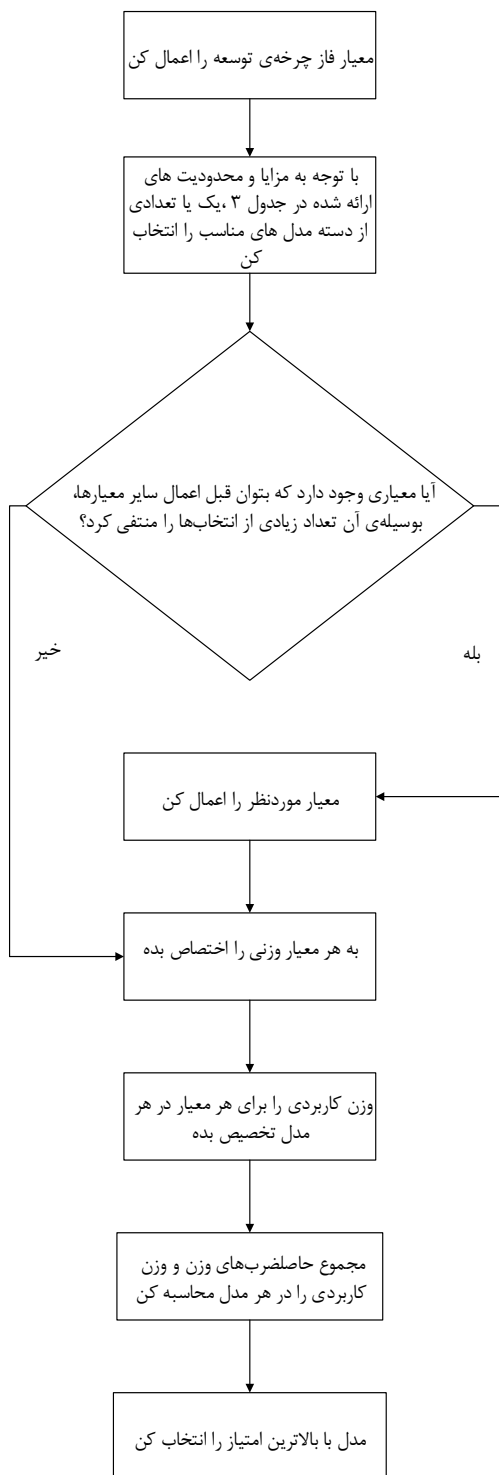 معیار فاز چرخه‌ی توسعه را اعمال کن
با توجه به مزایا و محدودیت های
ارائه شده در جدول ۳ ،یک یا تعدادی
از دسته مدل های مناسب را انتخاب
کن
آیا معیاری وجود دارد که بتوان قبل اعمال سایر معیارها،
بوسیله‌ی آن تعداد زیادی از انتخاب‌ها را منتفی کرد؟
خیر
بله
معیار موردنظر را اعمال کن
به هر معیار وزنی را اختصاص بده
وزن کاربردی را برای هر معیار در هر
مدل تخصیص بده
مجموع حاصلضرب‌های وزن و وزن
کاربردی را در هر مدل محاسبه کن
مدل با بالاترین امتیاز را انتخاب کن